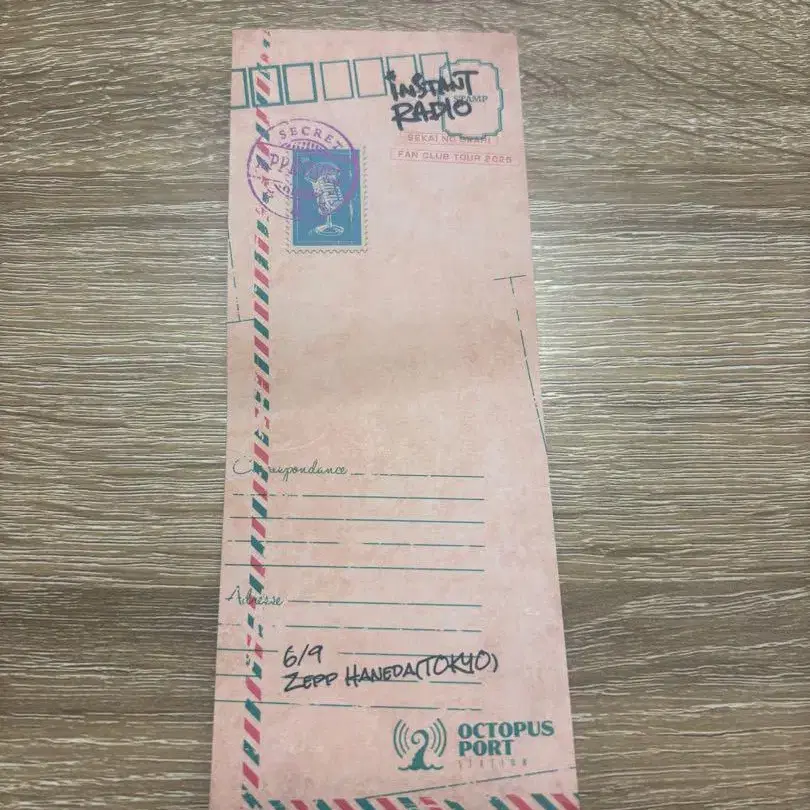 INSTANT
RADIO
STAMP
SECRET
SEKAI NO OWARI
FAN CLUB TOUR 2025
Correspondance
Adresse
6/9
ZEPP HANEDA(TOKYO)
OCTOPUS
PORT
STATION